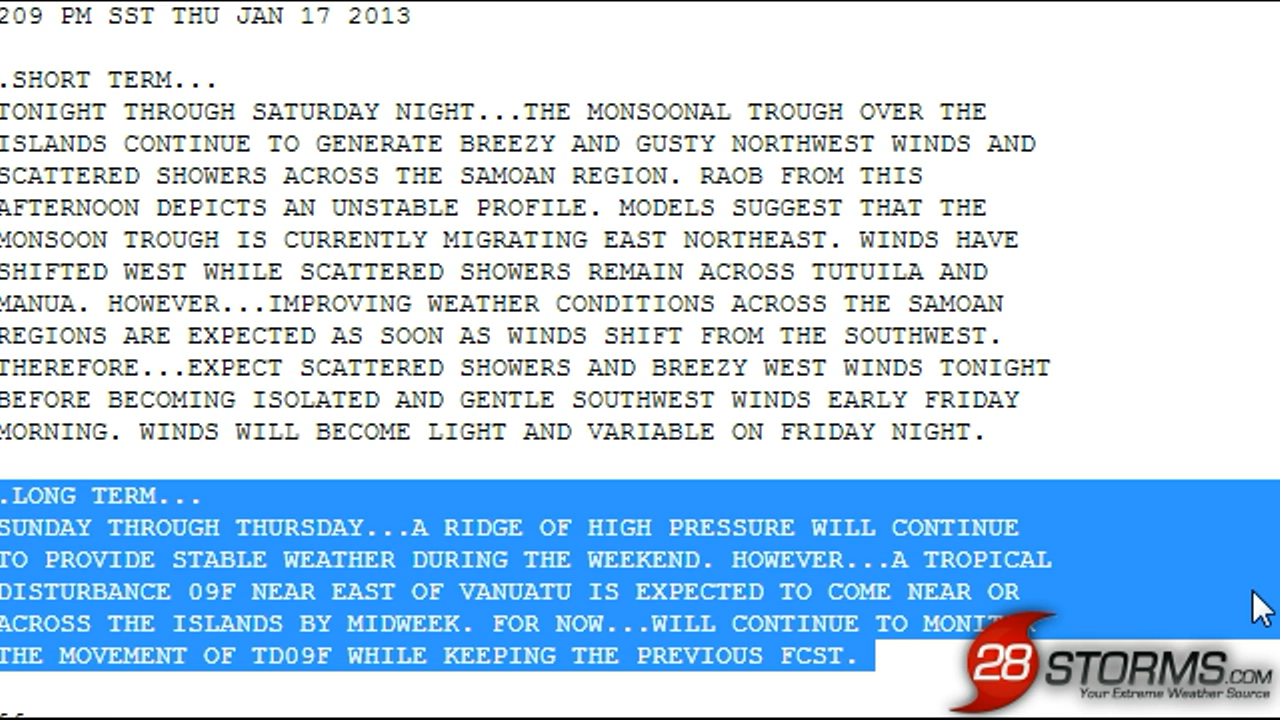 209 PM SST THU JAN 17 2013
.SHORT TERM...
TONIGHT THROUGH SATURDAY NIGHT...THE MONSOONAL TROUGH OVER THE
ISLANDS CONTINUE TO GENERATE BREEZY AND GUSTY NORTHWEST WINDS AND
SCATTERED SHOWERS ACROSS THE SAMOAN REGION. RAOB FROM THIS
AFTERNOON DEPICTS AN UNSTABLE PROFILE. MODELS SUGGEST THAT THE
MONSOON TROUGH IS CURRENTLY MIGRATING EAST NORTHEAST. WINDS HAVE
SHIFTED WEST WHILE SCATTERED SHOWERS REMAIN ACROSS TUTUILA AND
MANUA. HOWEVER...IMPROVING WEATHER CONDITIONS ACROSS THE SAMOAN
REGIONS ARE EXPECTED AS SOON AS WINDS SHIFT FROM THE SOUTHWEST.
THEREFORE...EXPECT SCATTERED SHOWERS AND BREEZY WEST WINDS TONIGHT
BEFORE BECOMING ISOLATED AND GENTLE SOUTHWEST WINDS EARLY FRIDAY
MORNING. WINDS WILL BECOME LIGHT AND VARIABLE ON FRIDAY NIGHT.
.LONG TERM...
SUNDAY THROUGH THURSDAY...A RIDGE OF HIGH PRESSURE WILL CONTINUE
TO PROVIDE STABLE WEATHER DURING THE WEEKEND. HOWEVER...A TROPICAL
DISTURBANCE 09F NEAR EAST OF VANUATU IS EXPECTED TO COME NEAR OR
ACROSS THE ISLANDS BY MIDWEEK. FOR NOW...WILL CONTINUE TO MONITOR
THE MOVEMENT OF TD09F WHILE KEEPING THE PREVIOUS FCST.
28STORMS.COM
Your Extreme Weather Source